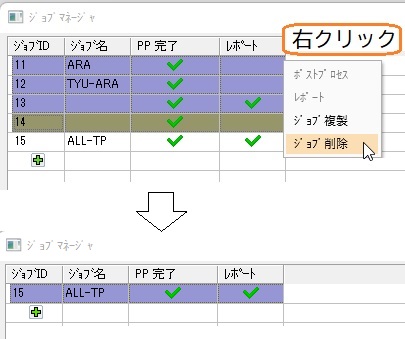 ｼﾞｮﾌﾞﾏﾈｰｼﾞｬ
右クリック
ｼﾞｮﾌﾞID ｼﾞｮﾌﾞ名 PP 完了 ﾚﾎﾟｰﾄ
11 ARA
12 TYU-ARA
13
14
15 ALL-TP
ﾎﾟｽﾄﾌﾟﾛｾｽ
ﾚﾎﾟｰﾄ
ｼﾞｮﾌﾞ複製
ｼﾞｮﾌﾞ削除
ｼﾞｮﾌﾞﾏﾈｰｼﾞｬ
ｼﾞｮﾌﾞID ｼﾞｮﾌﾞ名 PP 完了 ﾚﾎﾟｰﾄ
15 ALL-TP